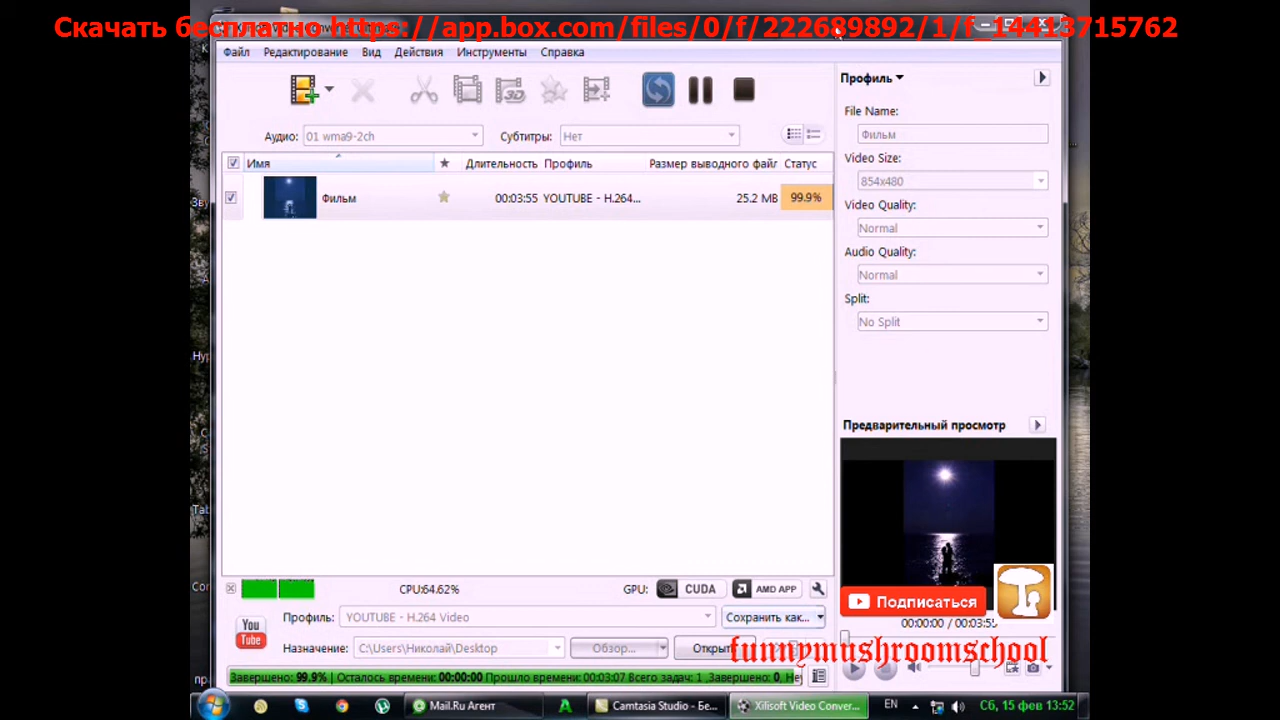 Скачать бесплатно https://app.box.com/files/0/f/222689892/1/f_14413715762
Файл Редактирование Вид Действия Инструменты Справка
Профиль
File Name:
Аудио: 01 wma9-2ch Субтитры: Нет
Фильм
Video Size:
Имя Длительность Профиль Размер выводного файл Статус
854x480
Фильм 00:03:55 YOUTUBE - H.264... 25.2 MB 99.9%
Video Quality:
Normal
Audio Quality:
Normal
Split:
No Split
Предварительный просмотр
CPU:64.62% GPU: CUDA AMD APP
Подписаться
Профиль: YOUTUBE - H.264 Video Сохранить как...
00:00:00 / 00:03:55
You
Tube
Назначение: C:\Users\Николай\Desktop Обзор... Открыть
funnymushroomschool
Завершено: 99.9% | Осталось времени: 00:00:00 Прошло времени: 00:03:07 Всего задач: 1 ,Завершено: 0, Не
Mail.Ru Агент Camtasia Studio - Бе... Xilisoft Video Conver... EN Сб, 15 фев 13:52